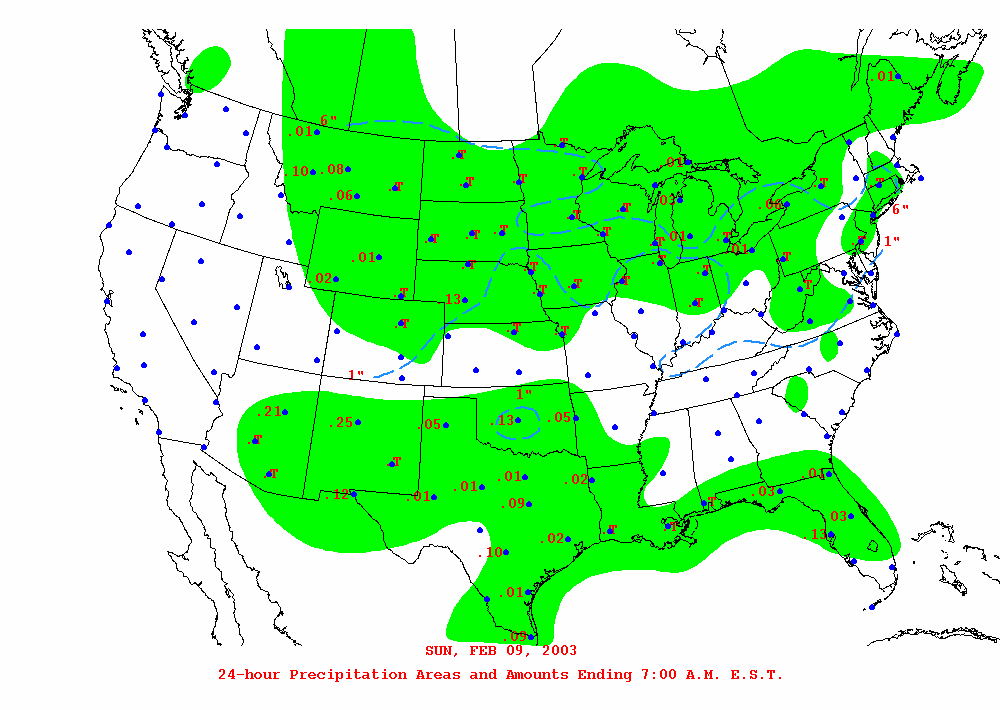 .01
.01 6"
.T .T
.01
.10 .08
.T .T .T .T .T .T
.06 .T .T .06 6"
.T .T .T .T .T .01 .T .01 .T 1"
.01 .T .T .T .T .T
.02 .T .13 .T .T .T .T .T
.T .T .T
1"
1"
.21 .25 .05 .13 .05
.T .T
.T .01 .02 .01
.12 .01 .01 .09 .03 .T
.03
.02 .T .T .13
.10
.01
.09
SUN, FEB 09, 2003
24-hour Precipitation Areas and Amounts Ending 7:00 A.M. E.S.T.